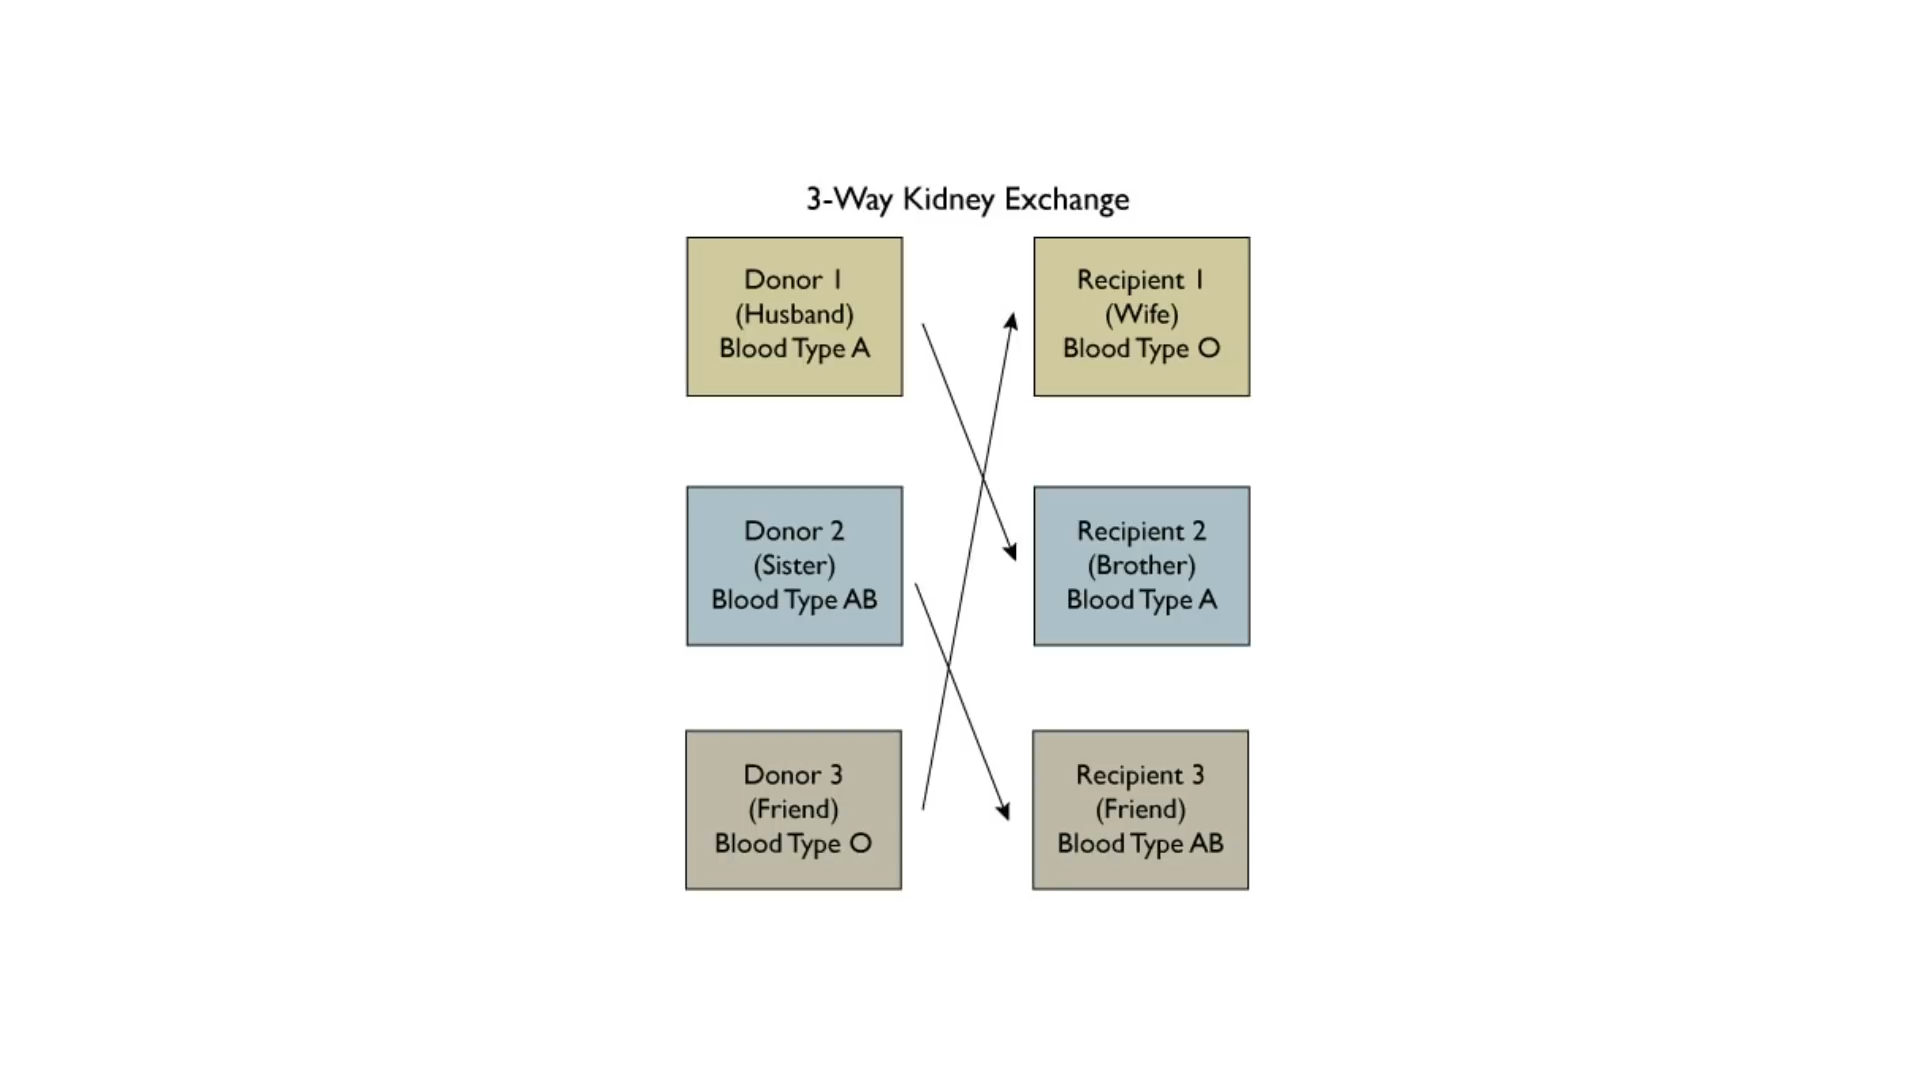 3-Way Kidney Exchange
Donor 1
(Husband)
Blood Type A
Recipient 1
(Wife)
Blood Type O
Donor 2
(Sister)
Blood Type AB
Recipient 2
(Brother)
Blood Type A
Donor 3
(Friend)
Blood Type O
Recipient 3
(Friend)
Blood Type AB